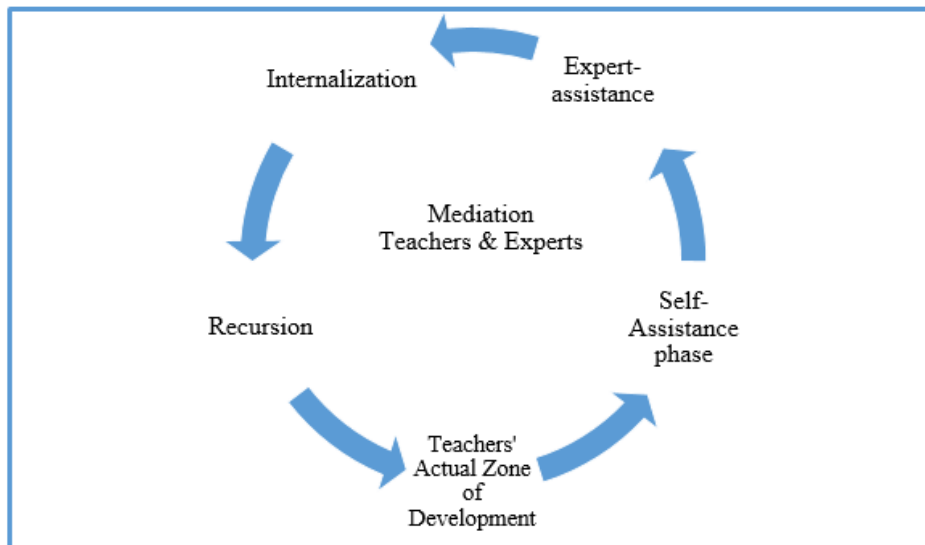 Internalization
Expert-
assistance
Mediation
Teachers & Experts
Recursion
Self-
Assistance
phase
Teachers'
Actual Zone
of
Development